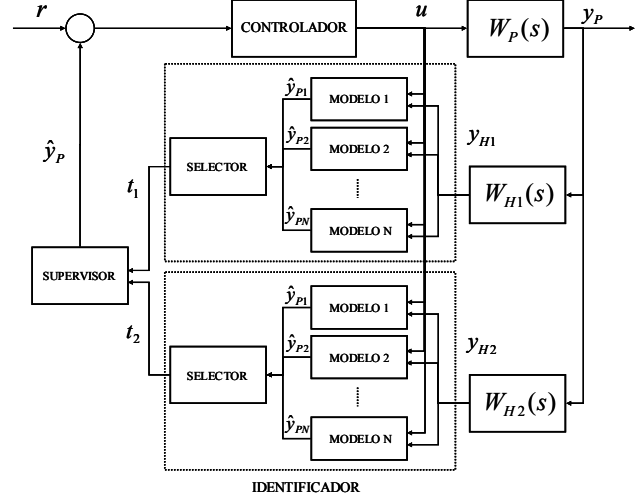 r
CONTROLADOR
u
W_P(s)
y_P
ŷ_P1
MODELO 1
ŷ_P2
MODELO 2
y_H1
ŷ_P
SELECTOR
t_1
W_H1(s)
ŷ_PN
MODELO N
SUPERVISOR
ŷ_P1
MODELO 1
t_2
ŷ_P2
MODELO 2
y_H2
SELECTOR
W_H2(s)
ŷ_PN
MODELO N
IDENTIFICADOR